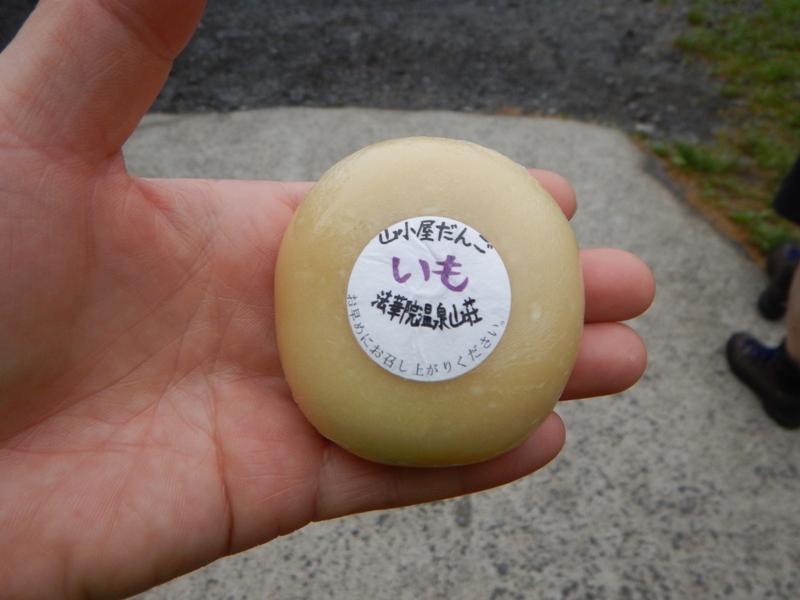 山小屋だんご
いも
法華院温泉山荘
お早めにお召し上がりください。